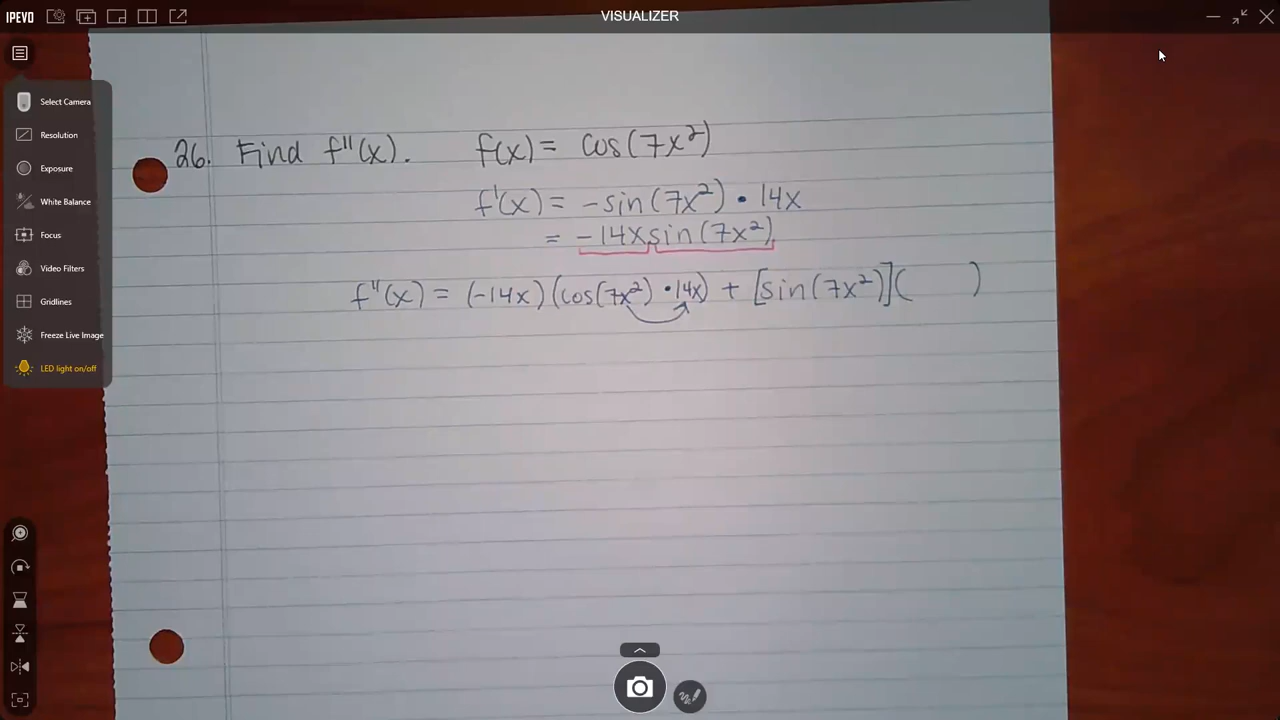 IPEVO
VISUALIZER
Select Camera
Resolution
Exposure
White Balance
Focus
Video Filters
Gridlines
Freeze Live Image
LED light on/off
26. Find f''(x). f(x) = cos(7x²)
f'(x) = -sin(7x²) • 14x
= -14x sin(7x²)
f''(x) = (-14x)(cos(7x²) • 14x) + [sin(7x²)]( )